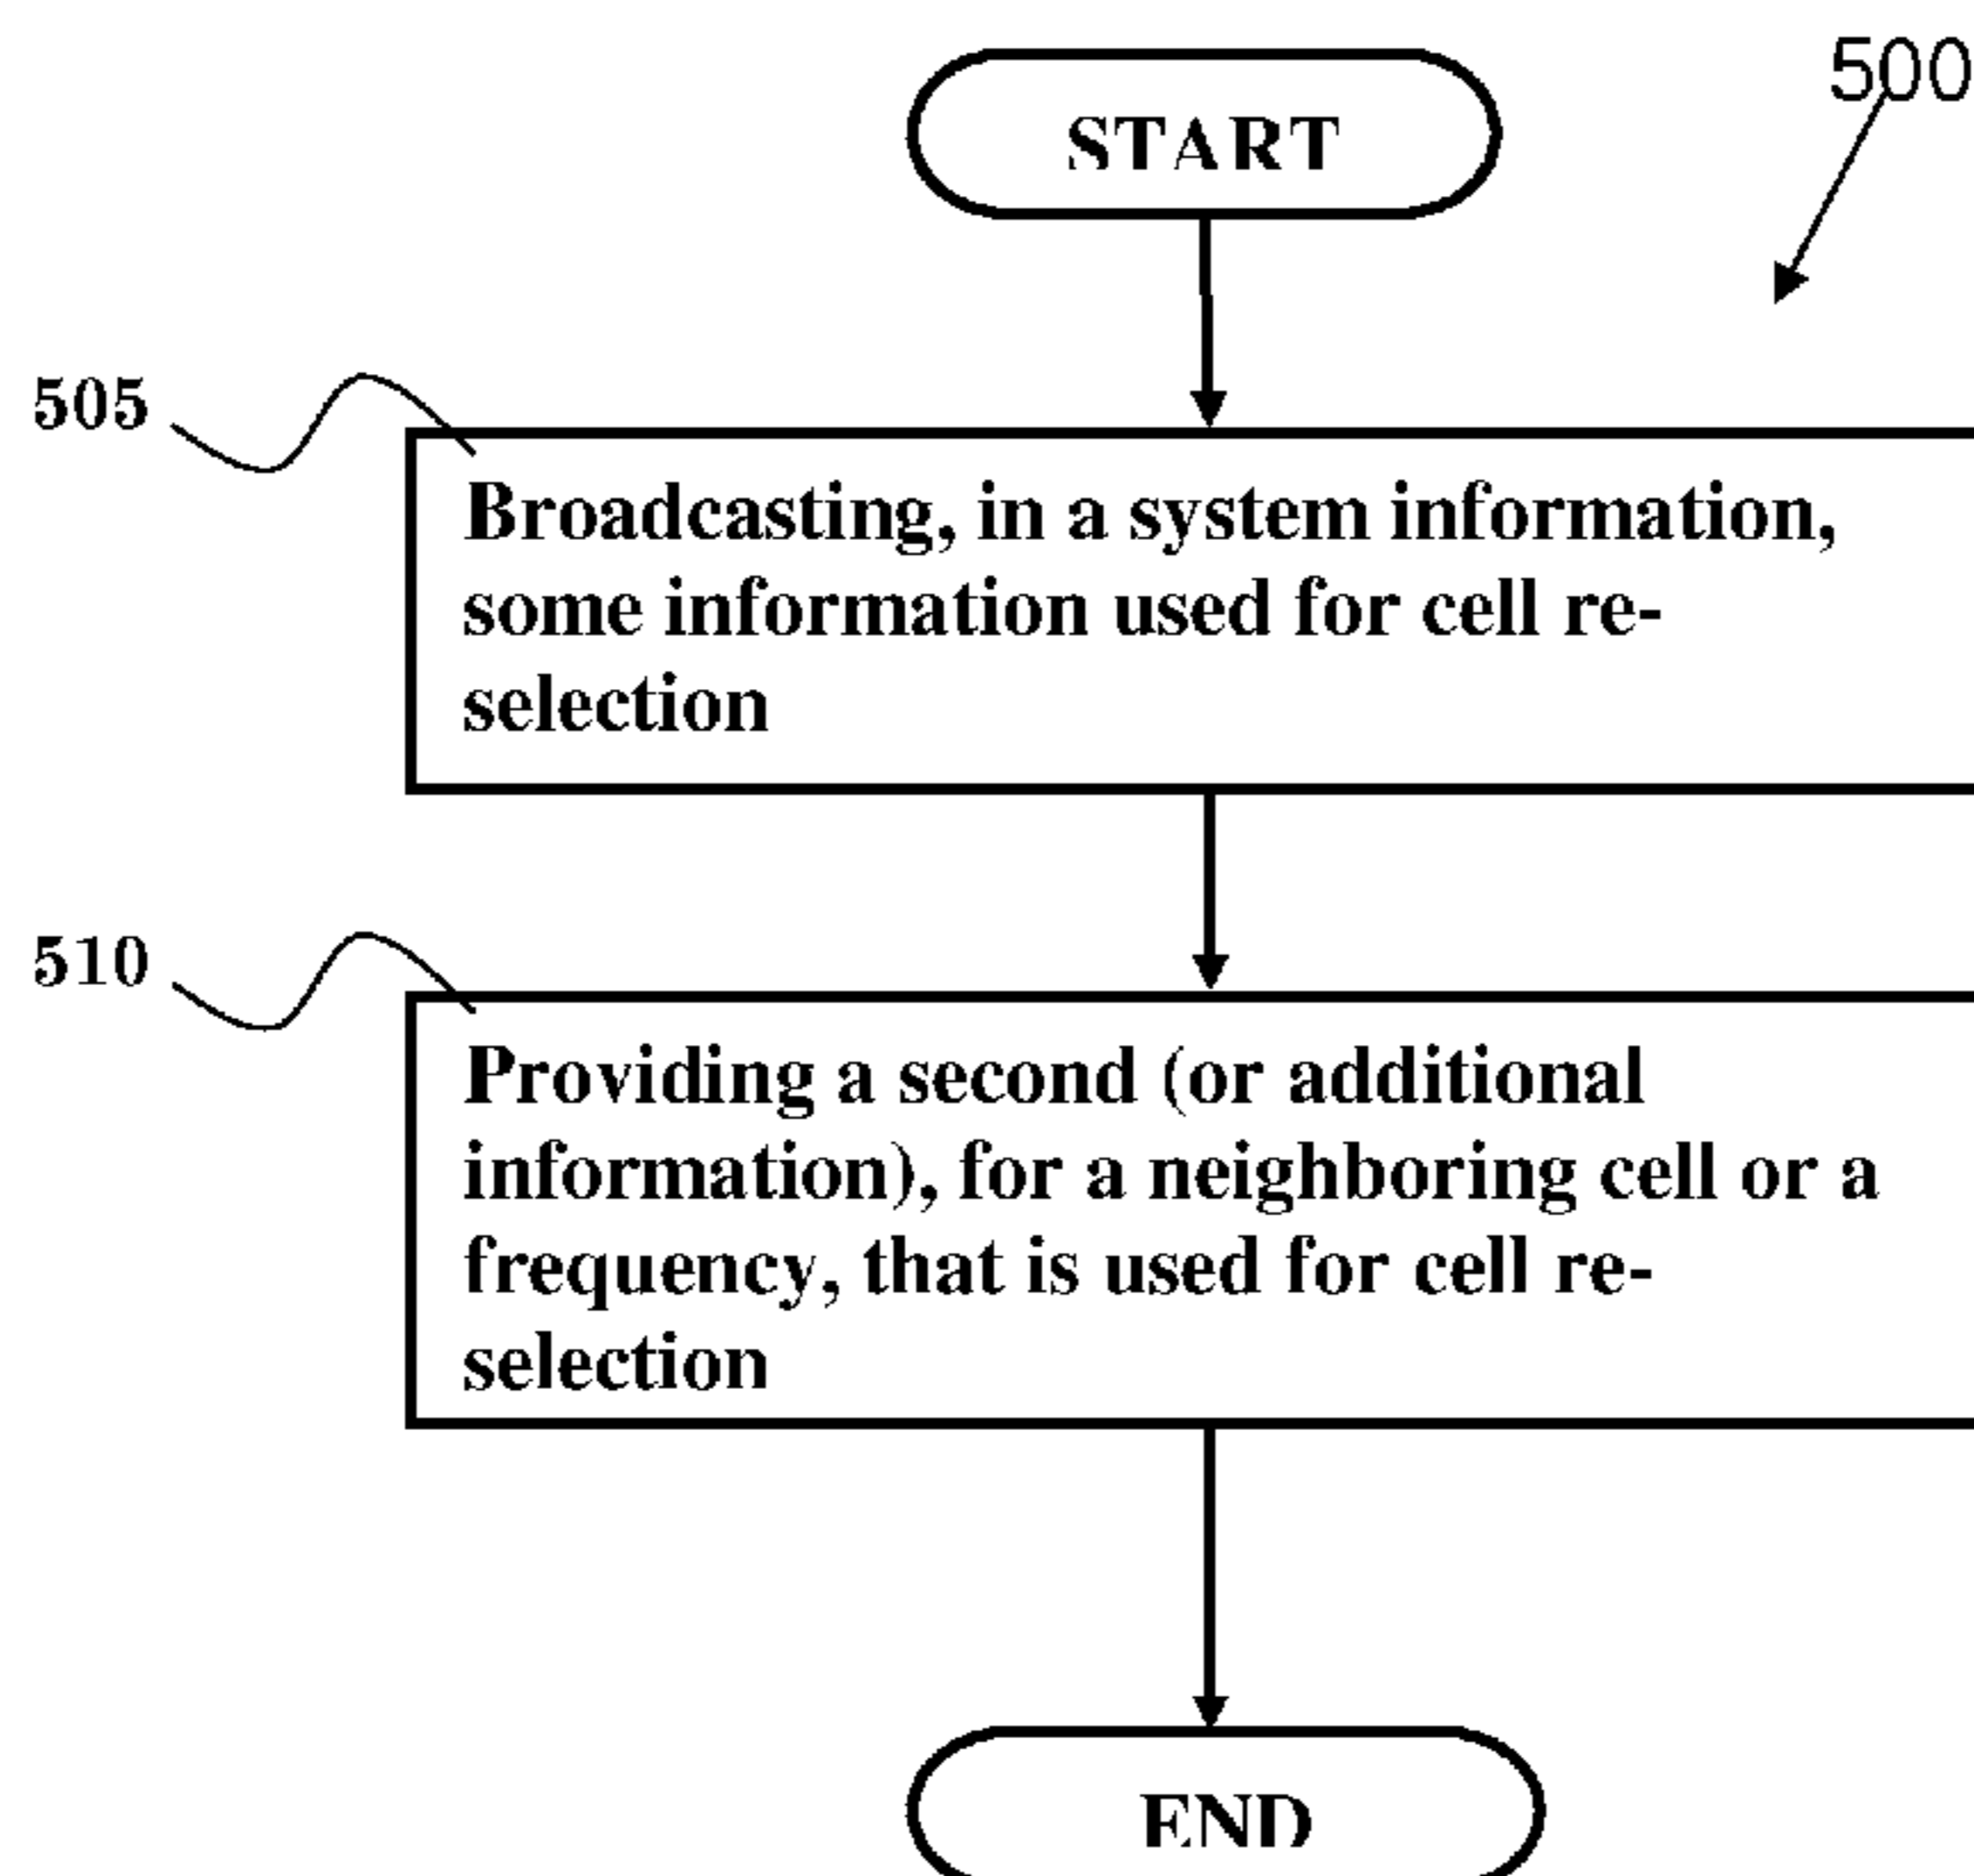 500
START
505
Broadcasting, in a system information,
some information used for cell re-
selection
510
Providing a second (or additional
information), for a neighboring cell or a
frequency, that is used for cell re-
selection
END